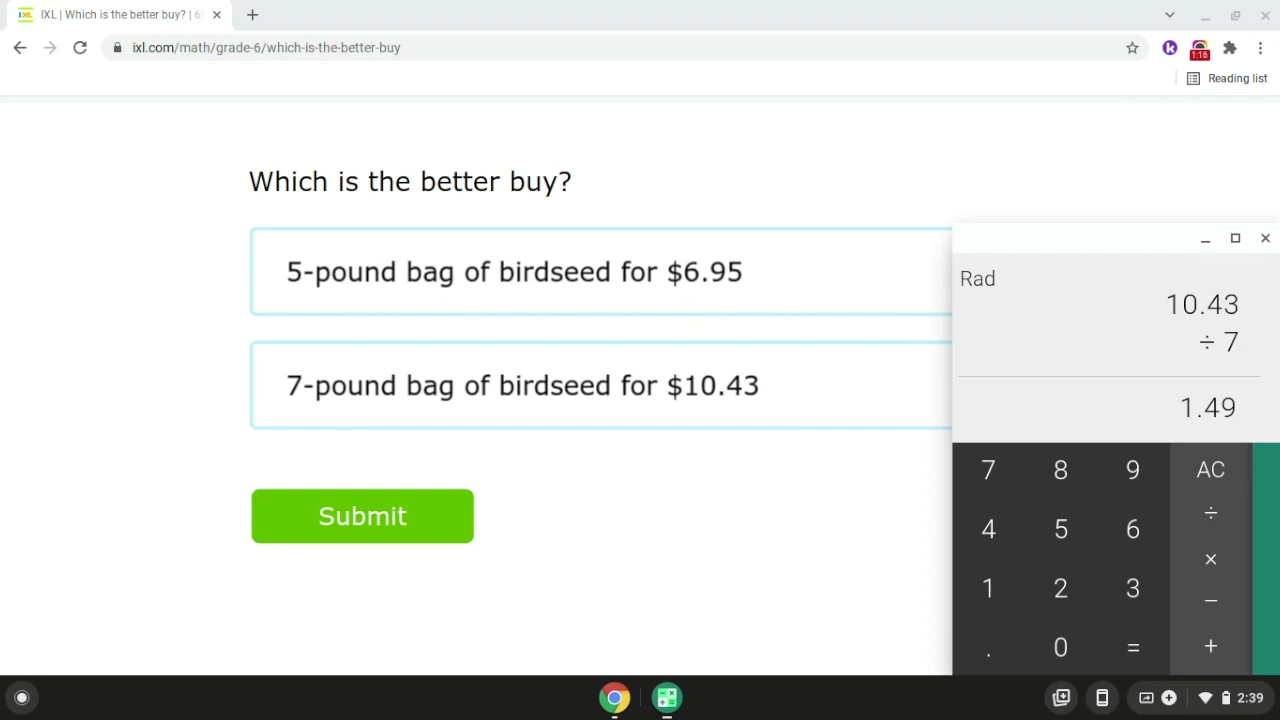 IXL | Which is the better buy? | 6t
ixl.com/math/grade-6/which-is-the-better-buy
k
1:16
Reading list
Which is the better buy?
5-pound bag of birdseed for $6.95
7-pound bag of birdseed for $10.43
Submit
Rad
10.43
÷ 7
1.49
7 8 9 AC
÷
4 5 6
×
1 2 3
−
. 0 = +
2:39